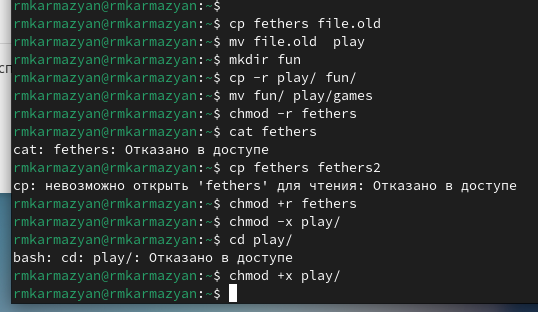 rmkarmazyan@rmkarmazyan:~$
rmkarmazyan@rmkarmazyan:~$ cp fethers file.old
rmkarmazyan@rmkarmazyan:~$ mv file.old  play
rmkarmazyan@rmkarmazyan:~$ mkdir fun
rmkarmazyan@rmkarmazyan:~$ cp -r play/ fun/
rmkarmazyan@rmkarmazyan:~$ mv fun/ play/games
rmkarmazyan@rmkarmazyan:~$ chmod -r fethers
rmkarmazyan@rmkarmazyan:~$ cat fethers
cat: fethers: Отказано в доступе
rmkarmazyan@rmkarmazyan:~$ cp fethers fethers2
cp: невозможно открыть 'fethers' для чтения: Отказано в доступе
rmkarmazyan@rmkarmazyan:~$ chmod +r fethers
rmkarmazyan@rmkarmazyan:~$ chmod -x play/
rmkarmazyan@rmkarmazyan:~$ cd play/
bash: cd: play/: Отказано в доступе
rmkarmazyan@rmkarmazyan:~$ chmod +x play/
rmkarmazyan@rmkarmazyan:~$